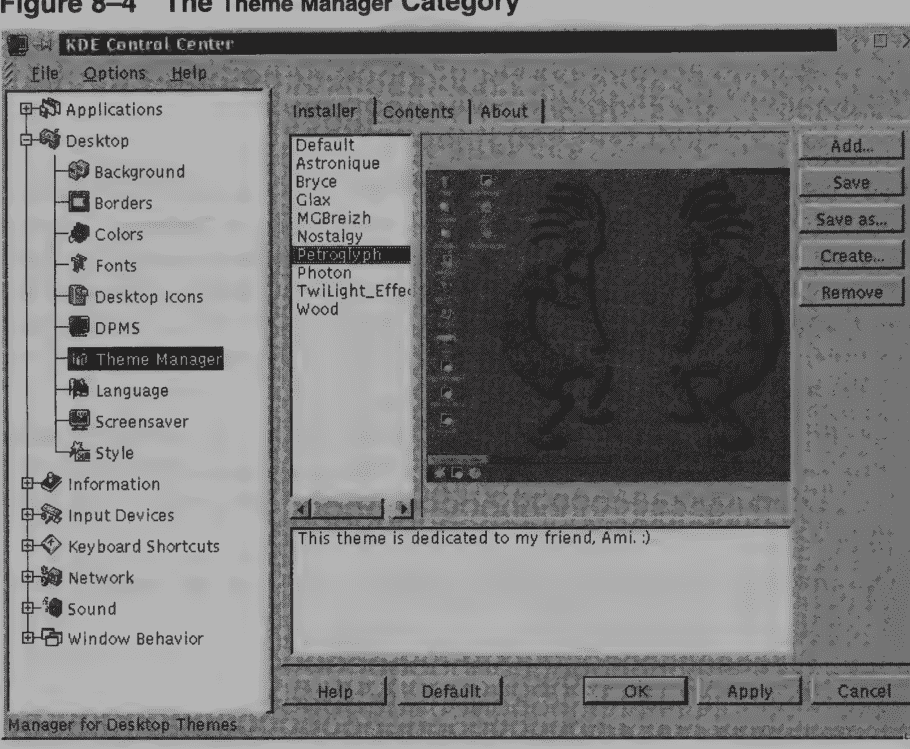 Figure 8–4 The Theme Manager Category
KDE Control Center
File Options Help
Applications
Desktop
Background
Borders
Colors
Fonts
Desktop Icons
DPMS
Theme Manager
Language
Screensaver
Style
Information
Input Devices
Keyboard Shortcuts
Network
Sound
Window Behavior
Installer Contents About
Default
Astronique
Bryce
Glax
MGBreizh
Nostalgy
Petroglyph
Photon
TwiLight_Effec
Wood
Add...
Save
Save as...
Create...
Remove
This theme is dedicated to my friend, Ami. :)
Help Default OK Apply Cancel
Manager for Desktop Themes